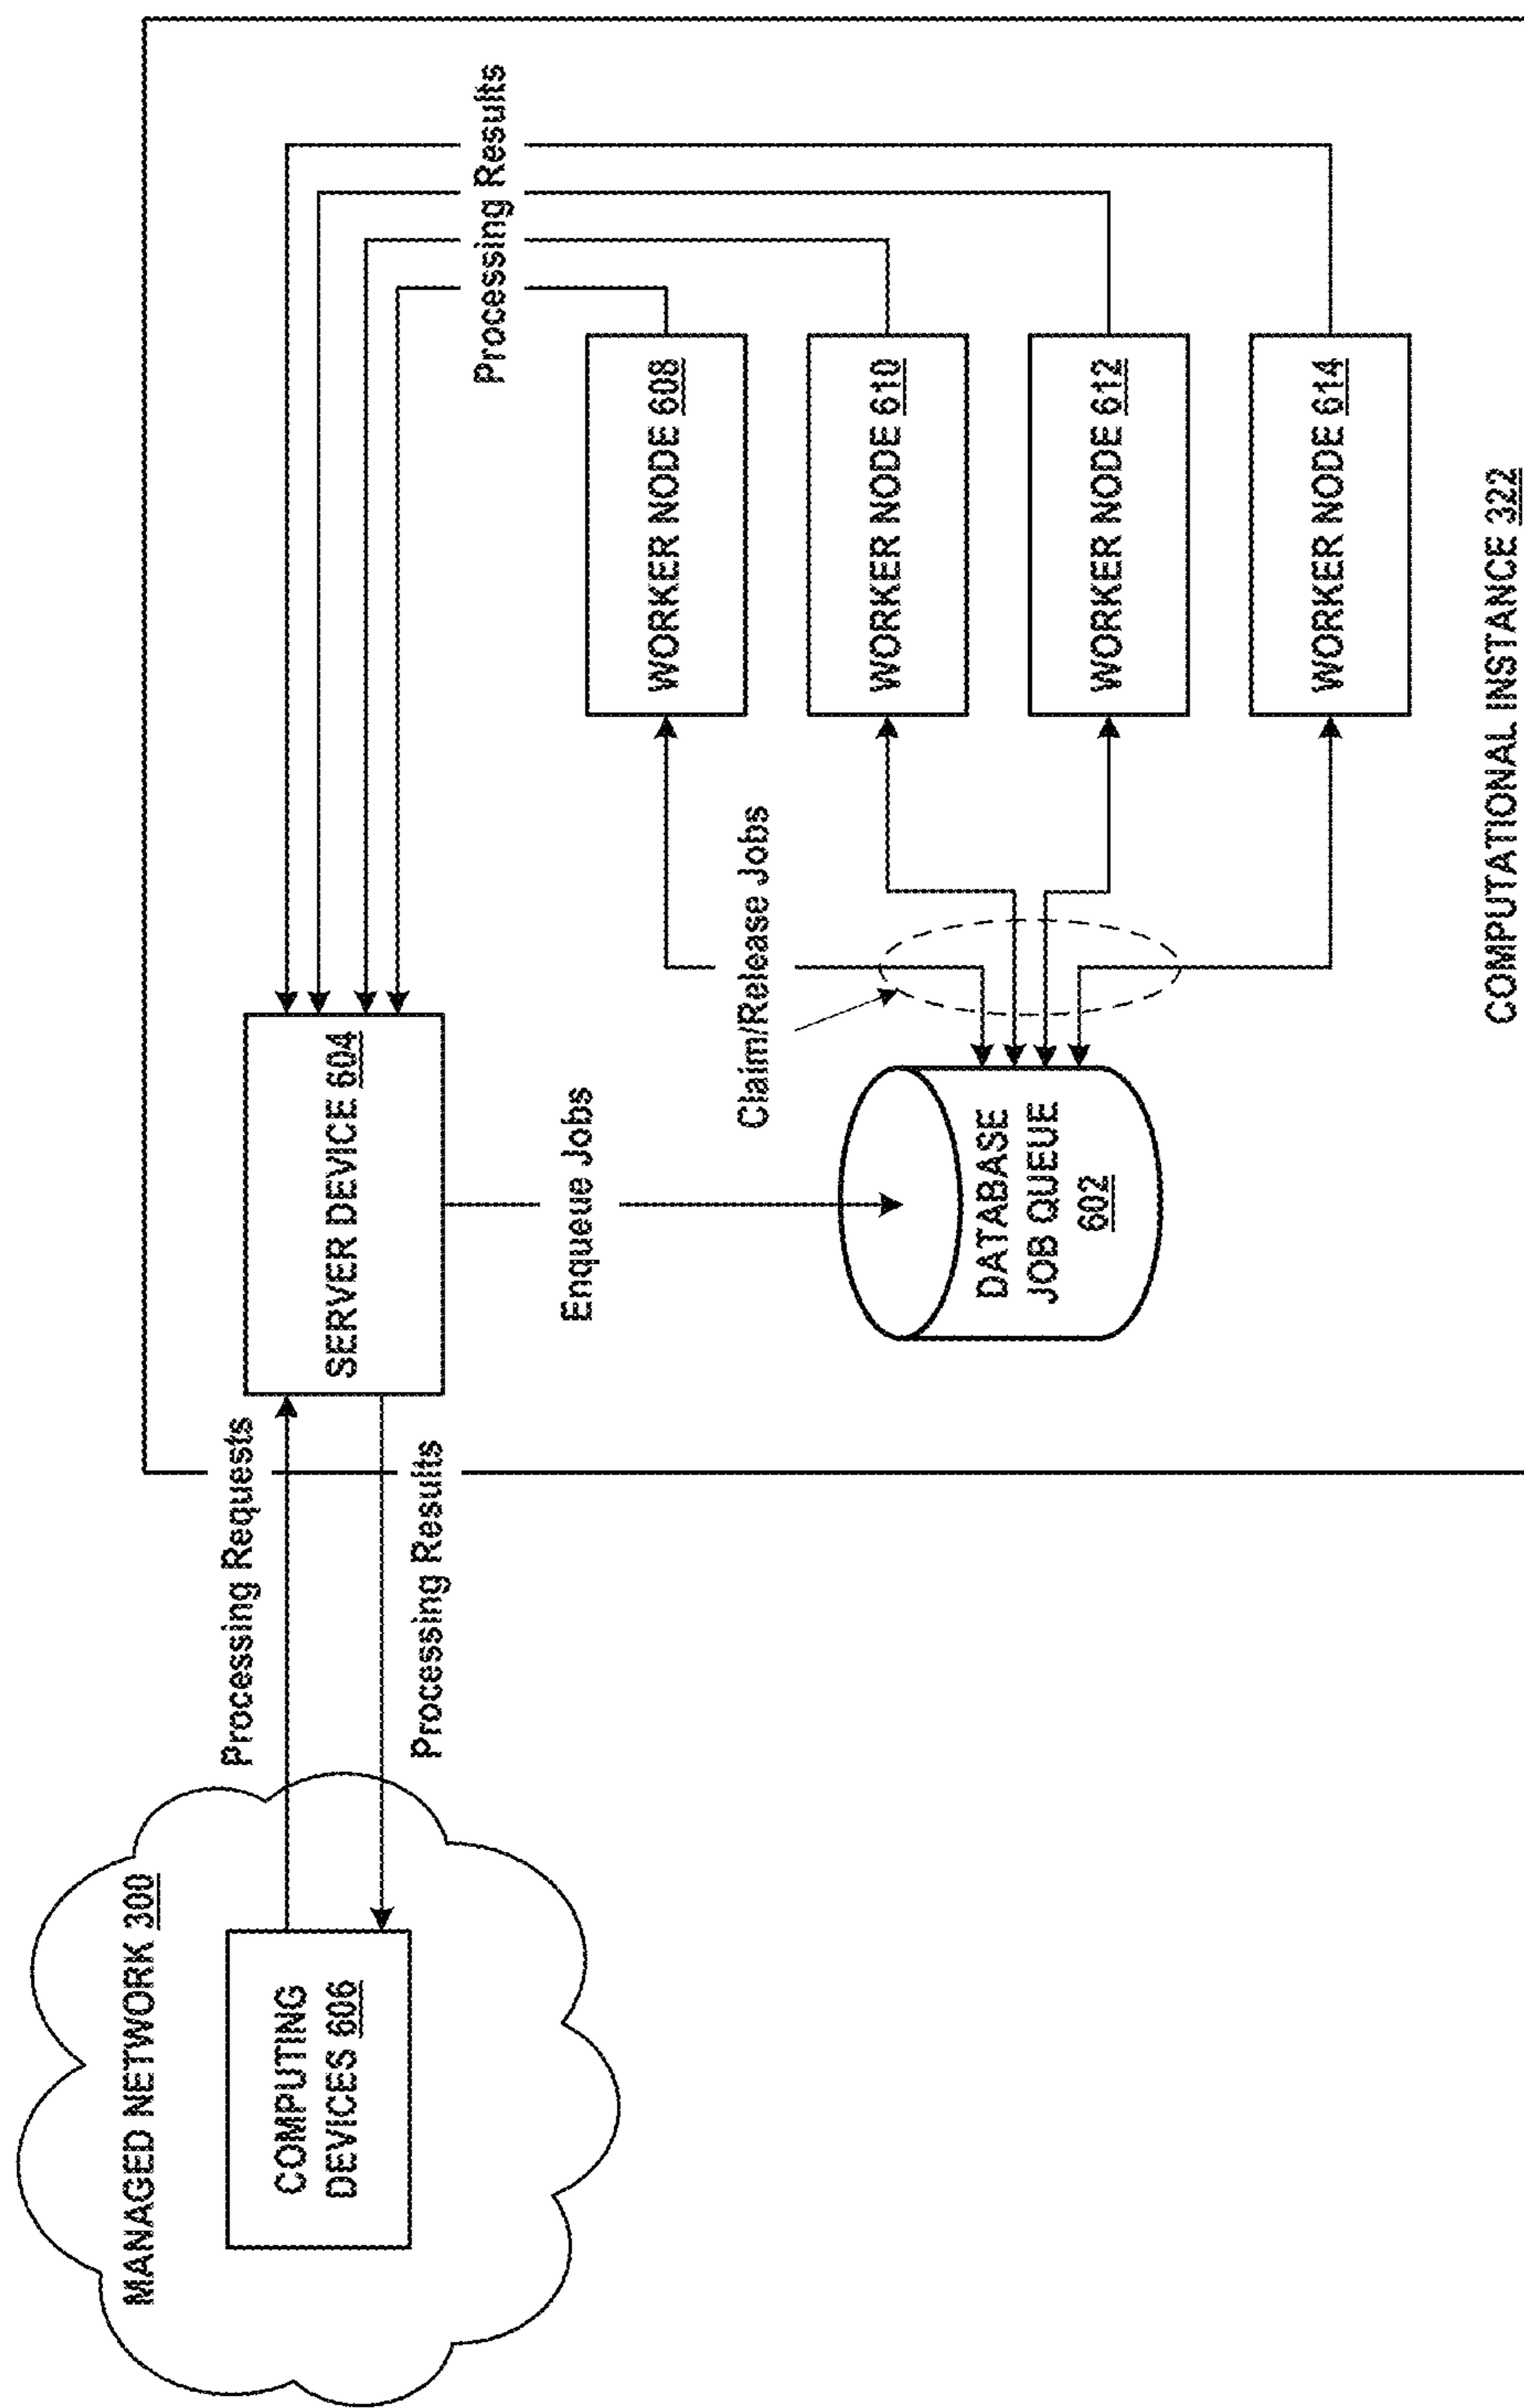 MANAGED NETWORK 300
COMPUTING
DEVICES 606
Processing Requests
Processing Results
SERVER DEVICE 604
Enqueue Jobs
DATABASE
JOB QUEUE
602
Claim/Release Jobs
Processing Results
WORKER NODE 608
WORKER NODE 610
WORKER NODE 612
WORKER NODE 614
COMPUTATIONAL INSTANCE 322